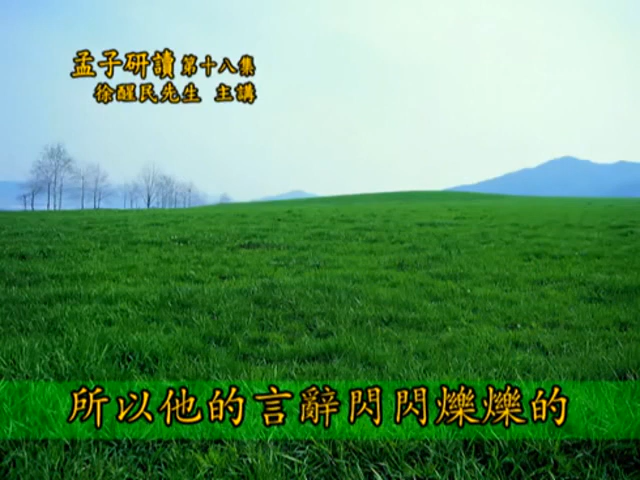 孟子研讀 第十八集
徐醒民先生 主講
所以他的言辭閃閃爍爍的